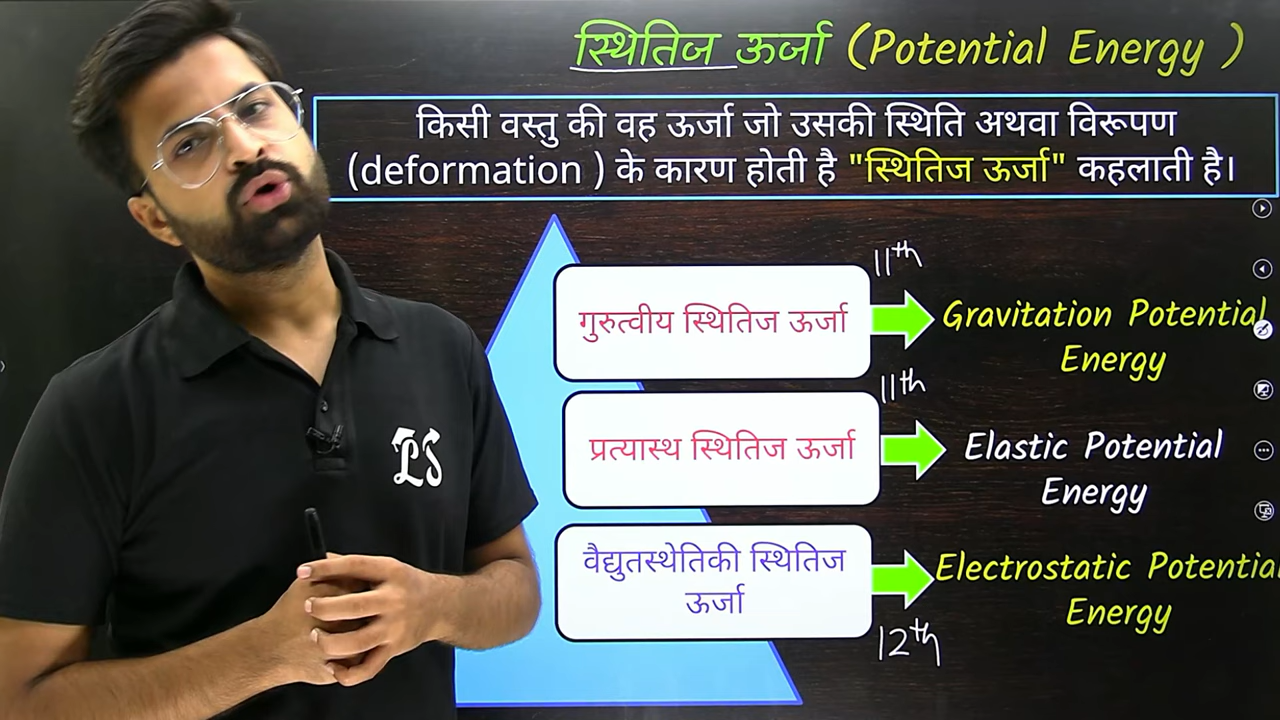 स्थितिज ऊर्जा (Potential Energy )
किसी वस्तु की वह ऊर्जा जो उसकी स्थिति अथवा विरूपण
(deformation ) के कारण होती है "स्थितिज ऊर्जा" कहलाती है।
11th
गुरुत्वीय स्थितिज ऊर्जा
Gravitation Potential
Energy
11th
प्रत्यास्थ स्थितिज ऊर्जा
Elastic Potential
Energy
वैद्युतस्थेतिकी स्थितिज
ऊर्जा
Electrostatic Potential
Energy
12th
LS